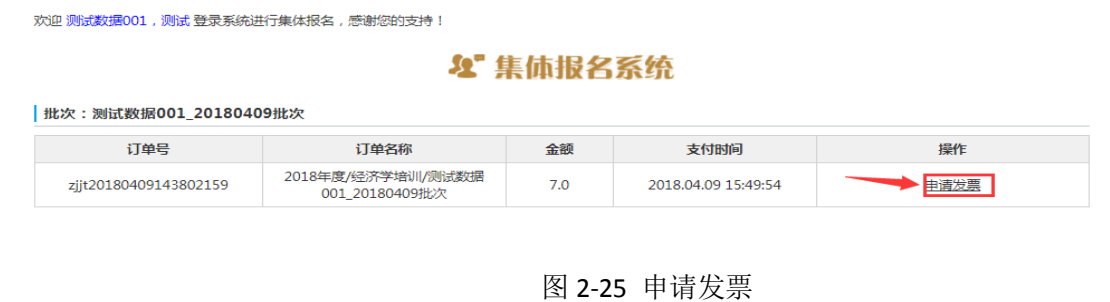 欢迎 测试数据001，测试 登录系统进行集体报名，感谢您的支持！
集体报名系统
批次：测试数据001_20180409批次
订单号 订单名称 金额 支付时间 操作
zjjt20180409143802159 2018年度/经济学培训/测试数据 7.0 2018.04.09 15:49:54 申请发票
001_20180409批次
图 2-25 申请发票